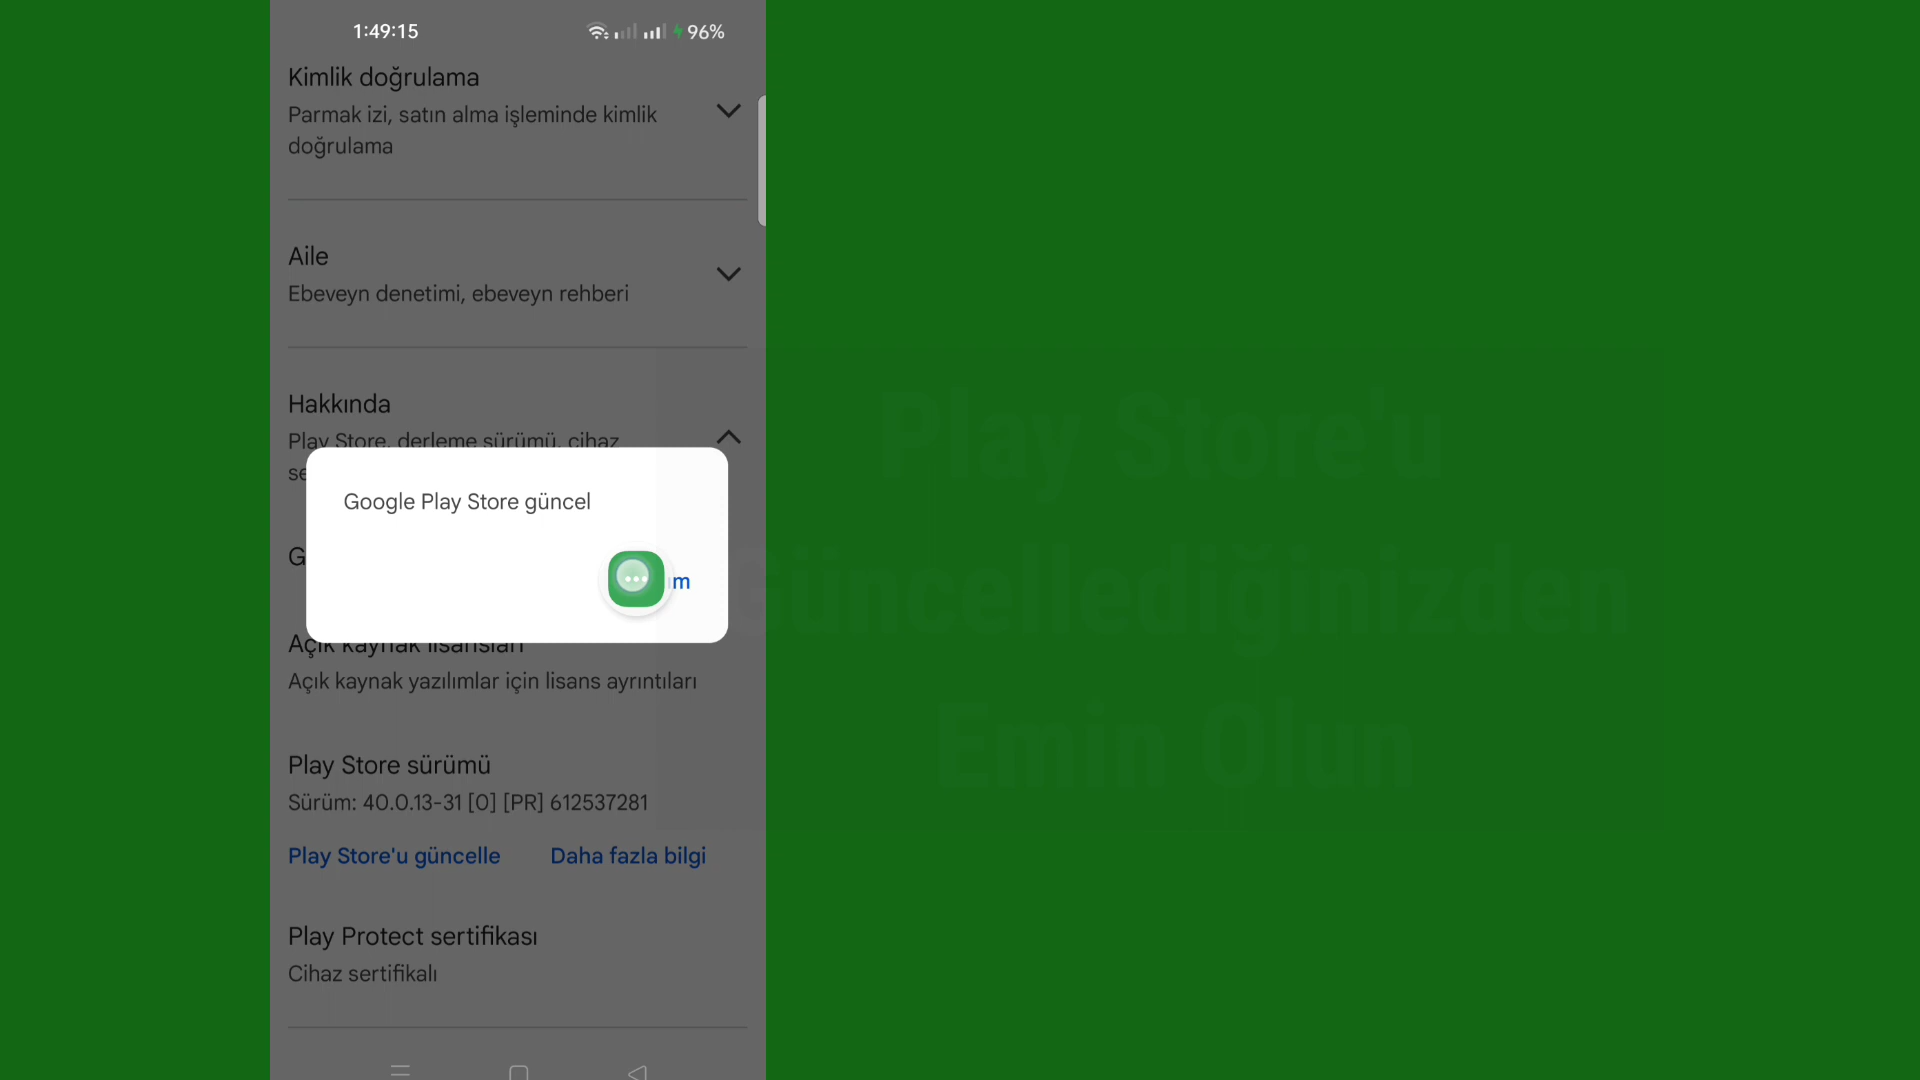 1:49:15
96%
Kimlik doğrulama
Parmak izi, satın alma işleminde kimlik
doğrulama
Aile
Ebeveyn denetimi, ebeveyn rehberi
Hakkında
Play Store, derleme sürümü, cihaz
se
Google Play Store güncel
G
ım
Açık kaynak lisansları
Açık kaynak yazılımlar için lisans ayrıntıları
Play Store sürümü
Sürüm: 40.0.13-31 [0] [PR] 612537281
Play Store'u güncelle
Daha fazla bilgi
Play Protect sertifikası
Cihaz sertifikalı
Play Store'u
Güncellediğinizden
Emin Olun